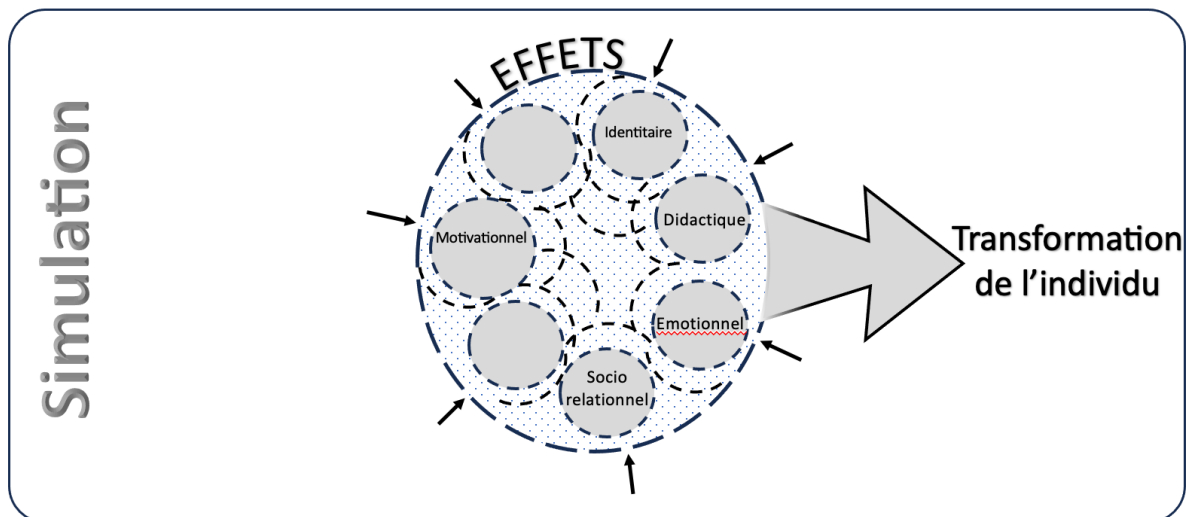 Simulation
EFFETS
Identitaire
Didactique
Motivationnel
Emotionnel
Socio
relationnel
Transformation
de l’individu